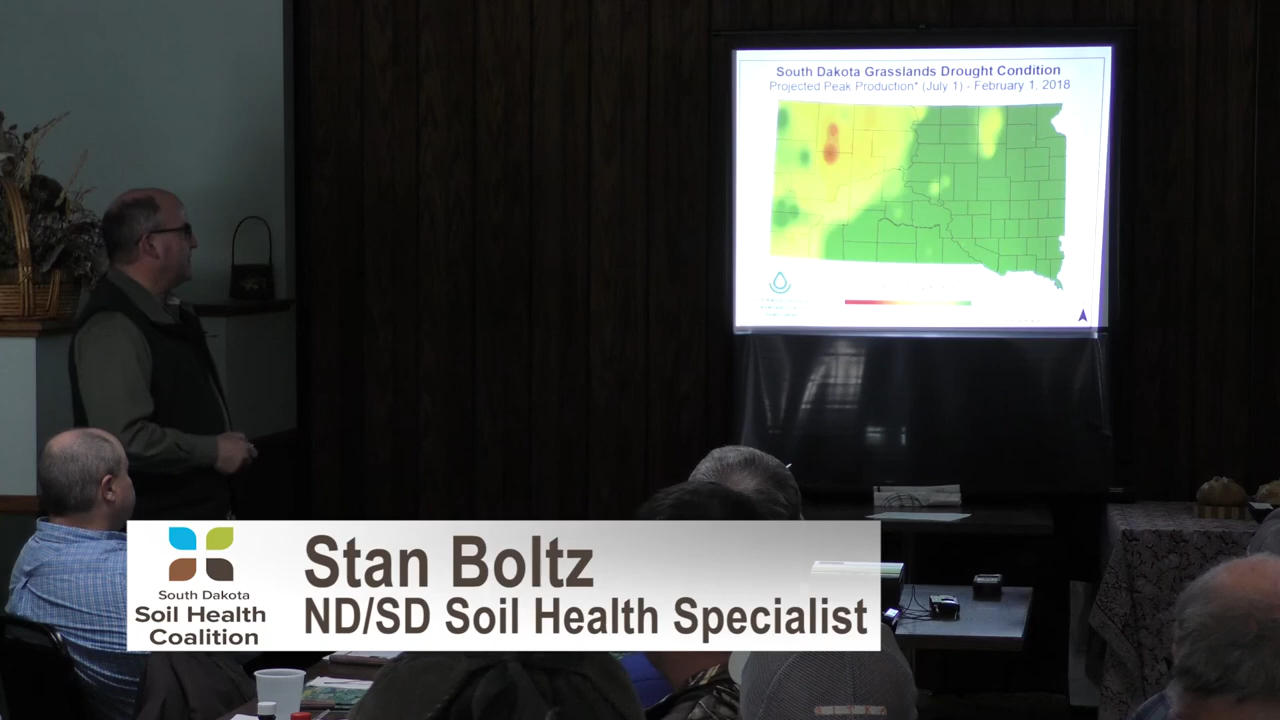 South Dakota Grasslands Drought Condition
Projected Peak Production* (July 1) - February 1, 2018
Stan Boltz
ND/SD Soil Health Specialist
South Dakota
Soil Health
Coalition